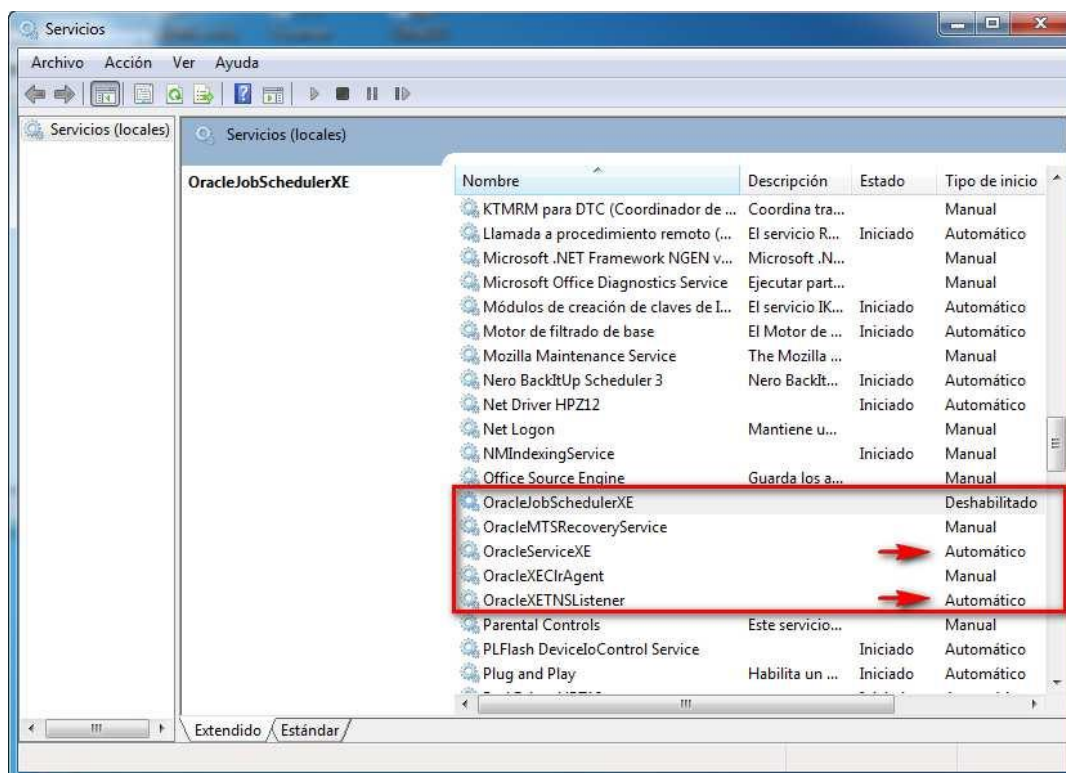 Servicios
Archivo Acción Ver Ayuda
Servicios (locales)
Servicios (locales)
OracleJobSchedulerXE
Nombre Descripción Estado Tipo de inicio
KTMRM para DTC (Coordinador de ... Coordina tra... Manual
Llamada a procedimiento remoto (... El servicio R... Iniciado Automático
Microsoft .NET Framework NGEN v... Microsoft .N... Manual
Microsoft Office Diagnostics Service Ejecutar part... Manual
Módulos de creación de claves de I... El servicio IK... Iniciado Automático
Motor de filtrado de base El Motor de ... Iniciado Automático
Mozilla Maintenance Service The Mozilla ... Manual
Nero BackItUp Scheduler 3 Nero BackIt... Iniciado Automático
Net Driver HPZ12 Iniciado Automático
Net Logon Mantiene u... Manual
NMIndexingService Iniciado Manual
Office Source Engine Guarda los a... Manual
OracleJobSchedulerXE Deshabilitado
OracleMTSRecoveryService Manual
OracleServiceXE Automático
OracleXEClrAgent Manual
OracleXETNSListener Automático
Parental Controls Este servicio... Manual
PLFlash DeviceIoControl Service Iniciado Automático
Plug and Play Habilita un ... Iniciado Automático
Extendido Estándar